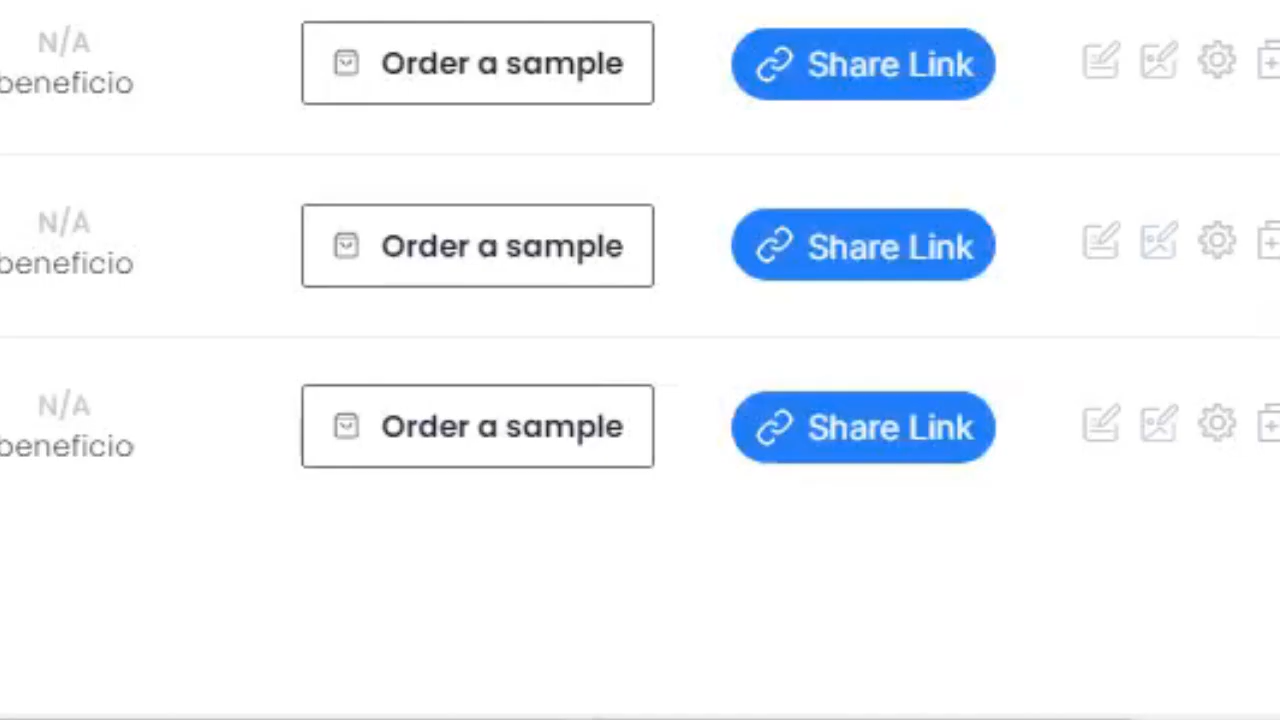 N/A
beneficio
Order a sample
Share Link
N/A
beneficio
Order a sample
Share Link
N/A
beneficio
Order a sample
Share Link